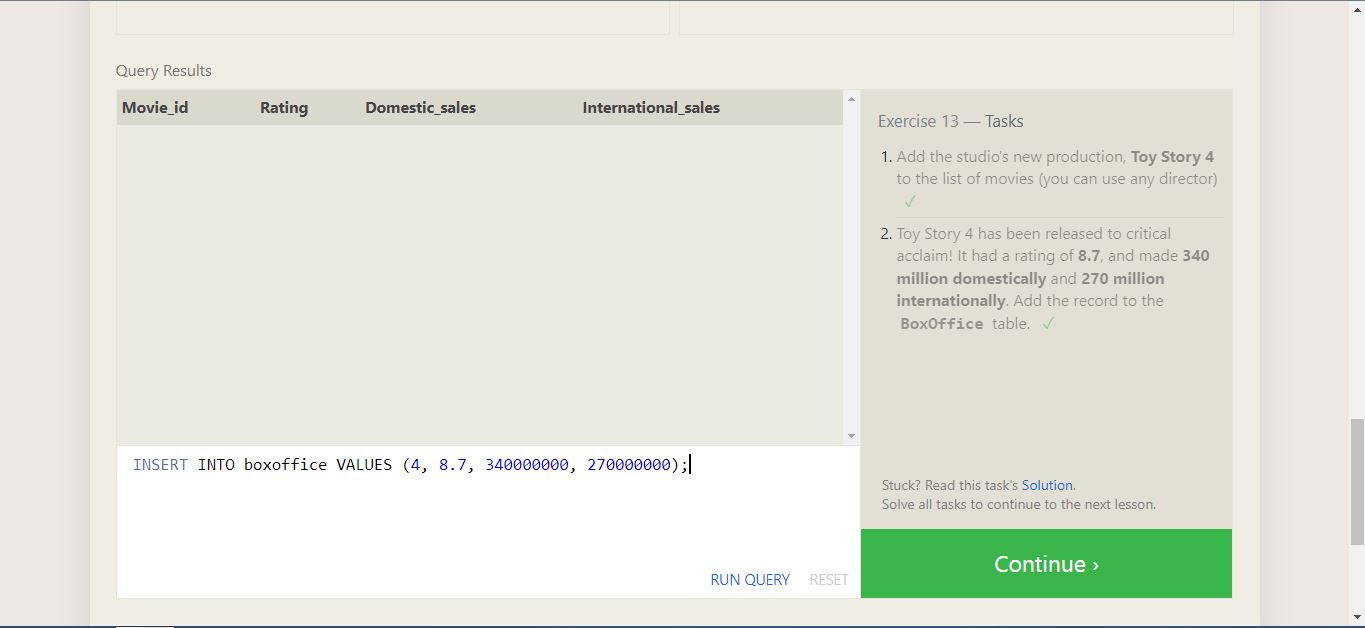 Query Results
Movie_id Rating Domestic_sales International_sales
Exercise 13 — Tasks
1. Add the studio's new production, Toy Story 4
to the list of movies (you can use any director)
✓
2. Toy Story 4 has been released to critical
acclaim! It had a rating of 8.7, and made 340
million domestically and 270 million
internationally. Add the record to the
BoxOffice table. ✓
INSERT INTO boxoffice VALUES (4, 8.7, 340000000, 270000000);
Stuck? Read this task's Solution.
Solve all tasks to continue to the next lesson.
RUN QUERY RESET
Continue ›